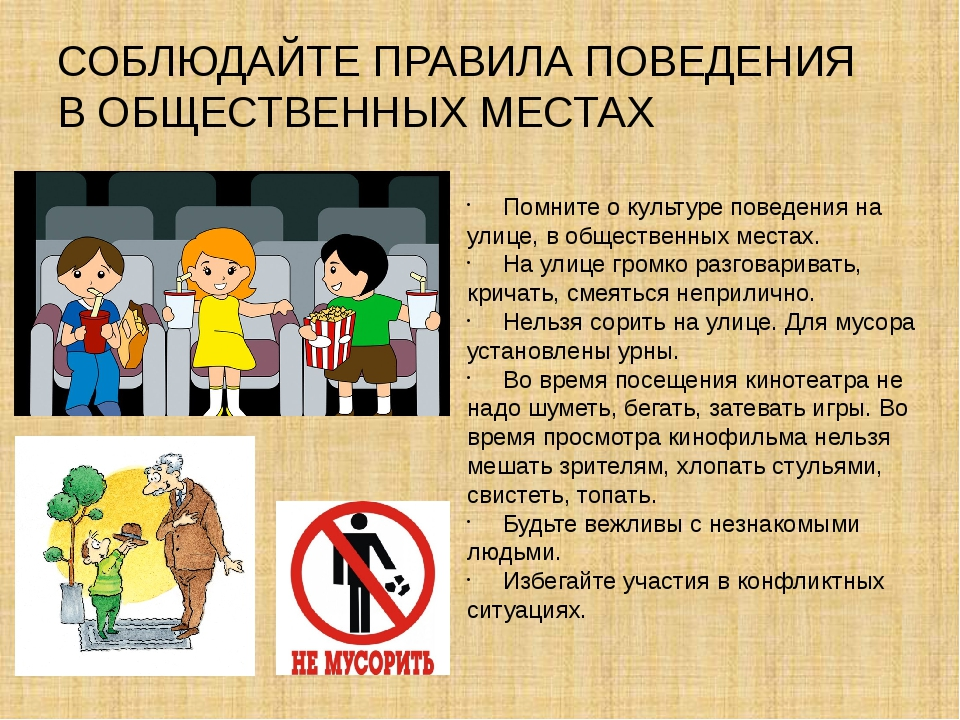 СОБЛЮДАЙТЕ ПРАВИЛА ПОВЕДЕНИЯ
В ОБЩЕСТВЕННЫХ МЕСТАХ
· Помните о культуре поведения на
улице, в общественных местах.
· На улице громко разговаривать,
кричать, смеяться неприлично.
· Нельзя сорить на улице. Для мусора
установлены урны.
· Во время посещения кинотеатра не
надо шуметь, бегать, затевать игры. Во
время просмотра кинофильма нельзя
мешать зрителям, хлопать стульями,
свистеть, топать.
· Будьте вежливы с незнакомыми
людьми.
· Избегайте участия в конфликтных
ситуациях.
НЕ МУСОРИТЬ